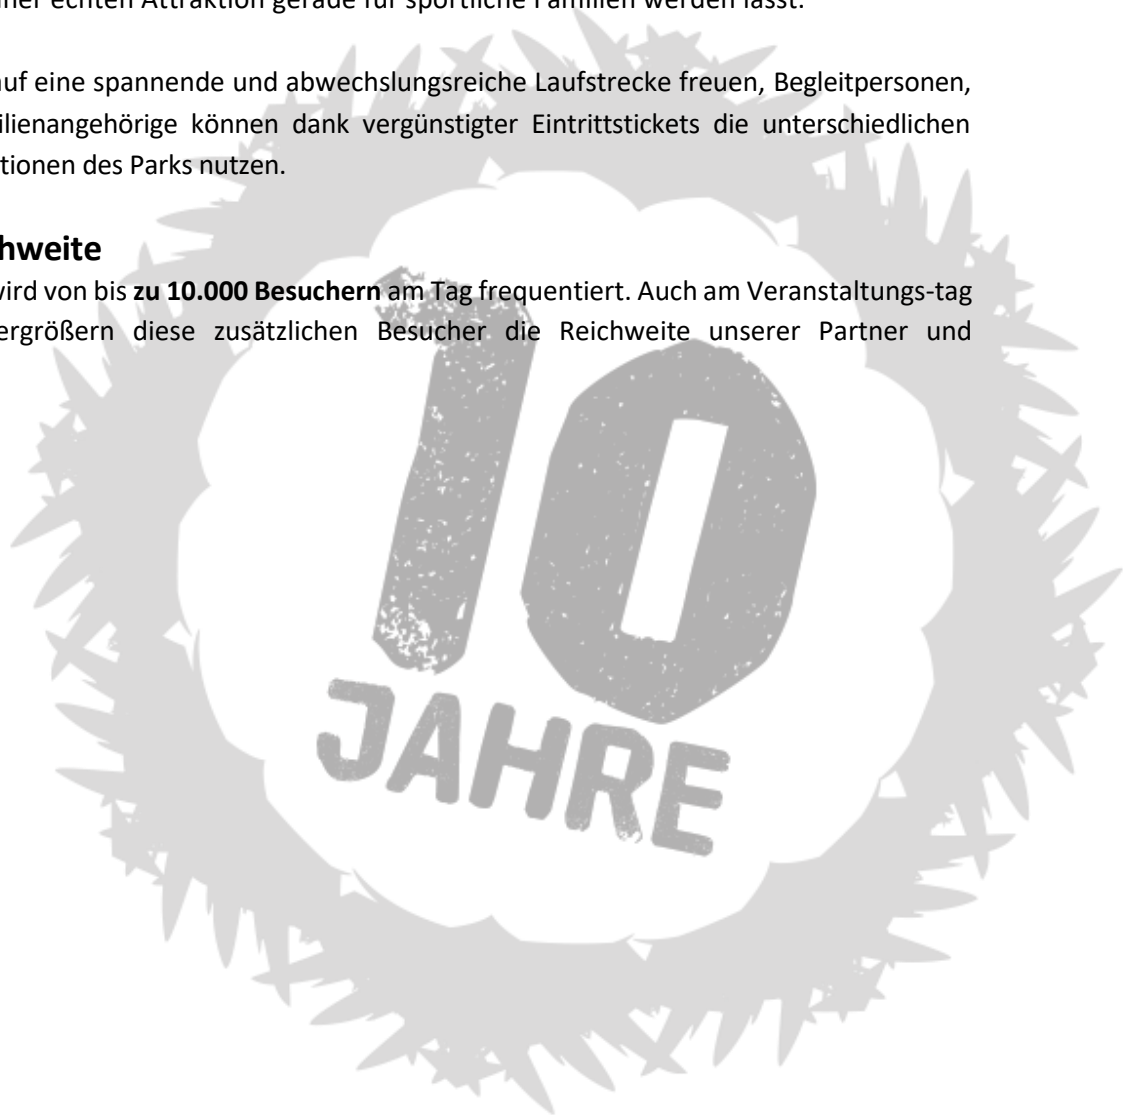 echten Attraktion gerade für sportliche Familien werden lässt.
auf eine spannende und abwechslungsreiche Laufstrecke freuen, Begleitpersonen,
ilienangehörige können dank vergünstigter Eintrittstickets die unterschiedlichen
tionen des Parks nutzen.
hweite
wird von bis zu 10.000 Besuchern am Tag frequentiert. Auch am Veranstaltungs-tag
ergrößern diese zusätzlichen Besucher die Reichweite unserer Partner und
10
JAHRE